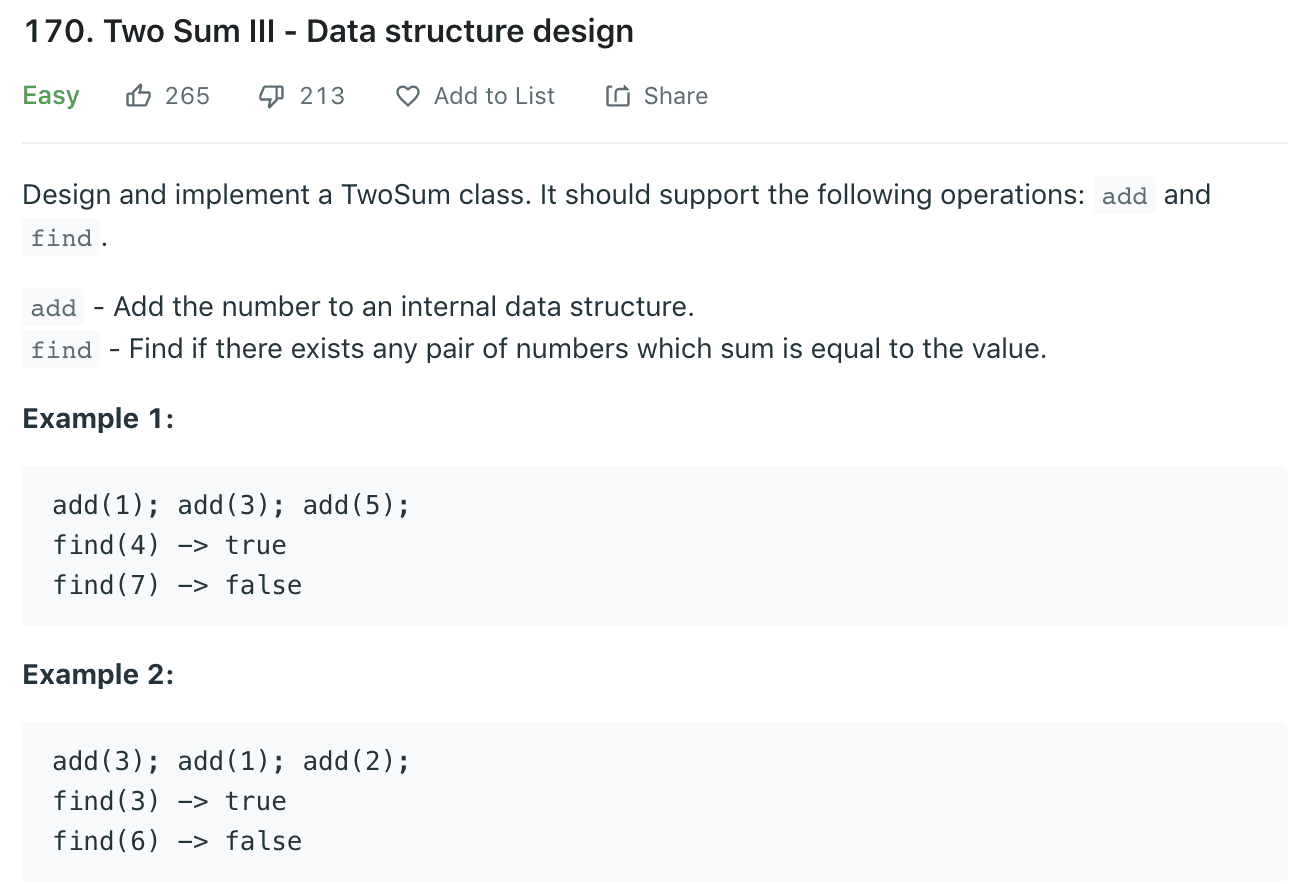 170. Two Sum III - Data structure design
Easy 265 213 Add to List Share
Design and implement a TwoSum class. It should support the following operations: add and
find.
add - Add the number to an internal data structure.
find - Find if there exists any pair of numbers which sum is equal to the value.
Example 1:
add(1); add(3); add(5);
find(4) -> true
find(7) -> false
Example 2:
add(3); add(1); add(2);
find(3) -> true
find(6) -> false